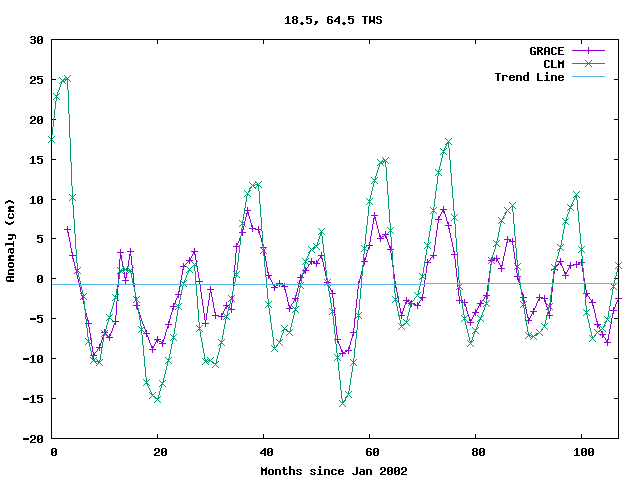 18.5, 64.5 TWS
30
25
20
15
10
5
0
-5
-10
-15
-20
Anomaly (cm)
GRACE
CLM
Trend Line
0 20 40 60 80 100
Months since Jan 2002